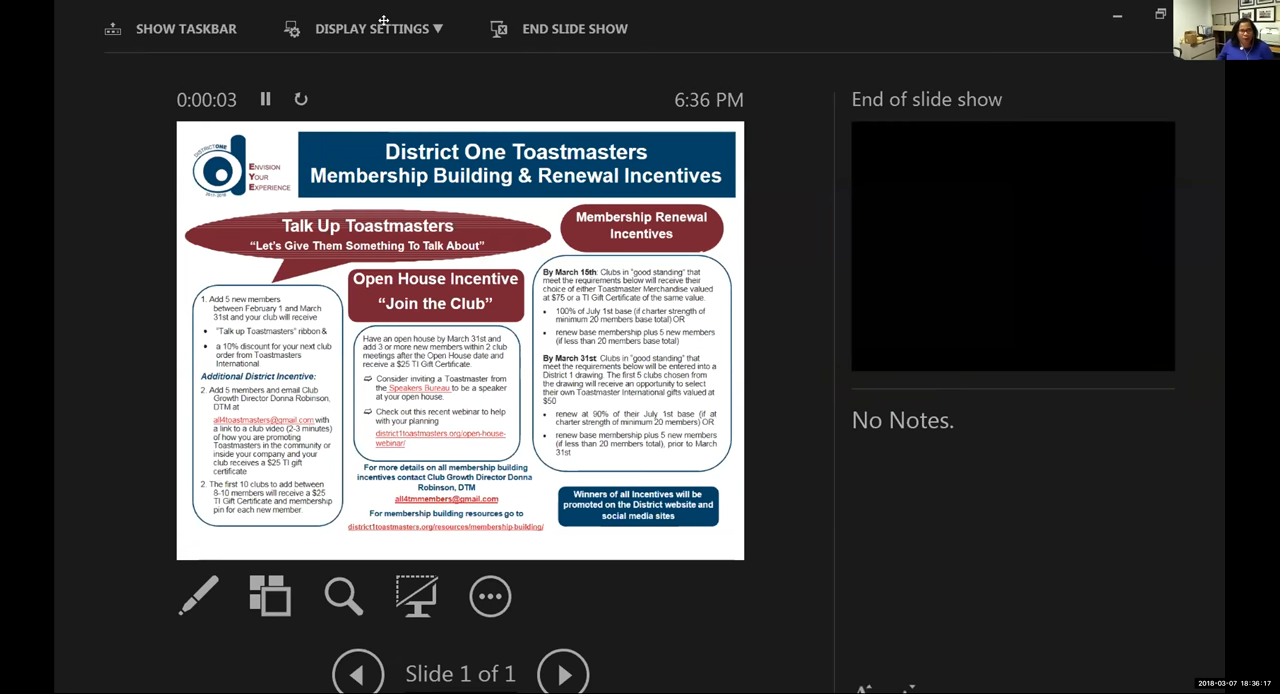 SHOW TASKBAR
DISPLAY SETTINGS ▼
END SLIDE SHOW
0:00:03
6:36 PM
End of slide show
DISTRICT ONE
ENVISION
YOUR
EXPERIENCE
District One Toastmasters
Membership Building & Renewal Incentives
Talk Up Toastmasters
"Let's Give Them Something To Talk About"
1. Add 5 new members
between February 1 and March
31st and your club will receive
• "Talk up Toastmasters" ribbon &
• a 10% discount for your next club
order from Toastmasters
International.
Additional District Incentive:
2. Add 5 members and email Club
Growth Director Donna Robinson,
DTM at
all4toastmasters@gmail.com with
a link to a club video (2-3 minutes)
of how you are promoting
Toastmasters in the community or
inside your company and your
club receives a $25 TI gift
certificate
2. The first 10 clubs to add between
8-10 members will receive a $25
TI Gift Certificate and membership
pin for each new member.
Open House Incentive
"Join the Club"
Have an open house by March 31st and
add 3 or more new members within 2 club
meetings after the Open House date and
receive a $25 TI Gift Certificate.
Consider inviting a Toastmaster from
the Speakers Bureau to be a speaker
at your open house.
Check out this recent webinar to help
with your planning
district1toastmasters.org/open-house-
webinar/
For more details on all membership building
incentives contact Club Growth Director Donna
Robinson, DTM
all4tmmembers@gmail.com
For membership building resources go to
district1toastmasters.org/resources/membership-building/
Membership Renewal
Incentives
By March 15th: Clubs in "good standing" that
meet the requirements below will receive their
choice of either Toastmaster Merchandise valued
at $75 or a TI Gift Certificate of the same value.
• 100% of July 1st base (if charter strength of
minimum 20 members base total) OR
• renew base membership plus 5 new members
(if less than 20 members base total)
By March 31st: Clubs in "good standing" that
meet the requirements below will be entered into a
District 1 drawing. The first 5 clubs chosen from
the drawing will receive an opportunity to select
their own Toastmaster International gifts valued at
$50
• renew at 90% of their July 1st base (if at
charter strength of minimum 20 members) OR
• renew base membership plus 5 new members
(if less than 20 members total), prior to March
31st
Winners of all Incentives will be
promoted on the District website and
social media sites
No Notes.
Slide 1 of 1
2018-03-07 18:36:17